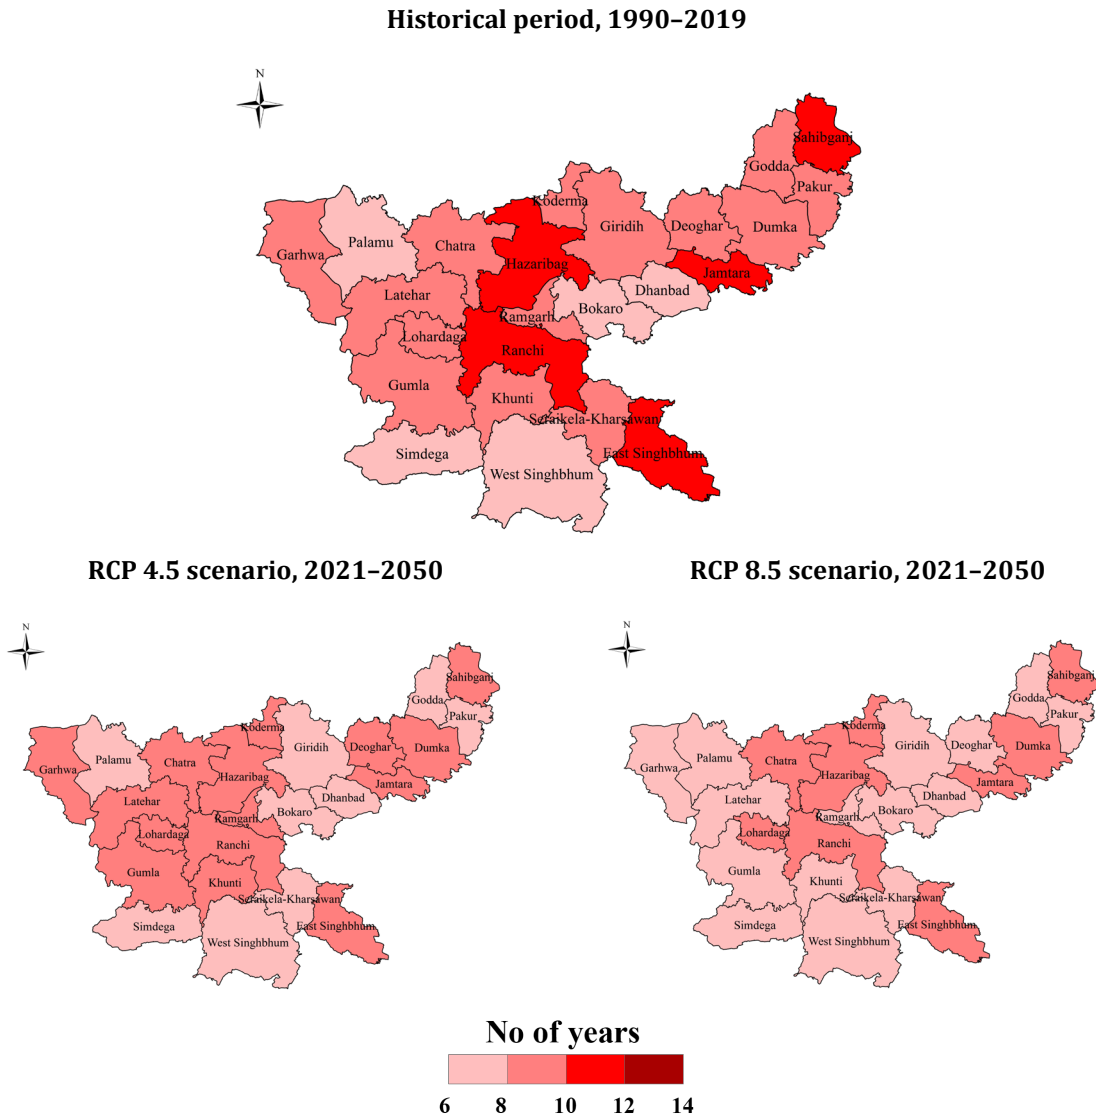 Historical period, 1990–2019
N
Sahibganj
Godda
Pakur
Koderma
Giridih
Deoghar
Dumka
Palamu
Chatra
Garhwa
Hazaribag
Jamtara
Latehar
Dhanbad
Bokaro
Ramgarh
Lohardaga
Ranchi
Gumla
Khunti
Seraikela-Kharsawan
Simdega
East Singhbhum
West Singhbhum
RCP 4.5 scenario, 2021–2050
N
Sahibganj
Godda
Pakur
Koderma
Giridih
Deoghar
Dumka
Palamu
Chatra
Garhwa
Hazaribag
Jamtara
Latehar
Dhanbad
Bokaro
Ramgarh
Lohardaga
Ranchi
Gumla
Khunti
Seraikela-Kharsawan
Simdega
East Singhbhum
West Singhbhum
RCP 8.5 scenario, 2021–2050
N
Sahibganj
Godda
Pakur
Koderma
Giridih
Deoghar
Dumka
Palamu
Chatra
Garhwa
Hazaribag
Jamtara
Latehar
Dhanbad
Bokaro
Ramgarh
Lohardaga
Ranchi
Gumla
Khunti
Seraikela-Kharsawan
Simdega
East Singhbhum
West Singhbhum
No of years
6 8 10 12 14